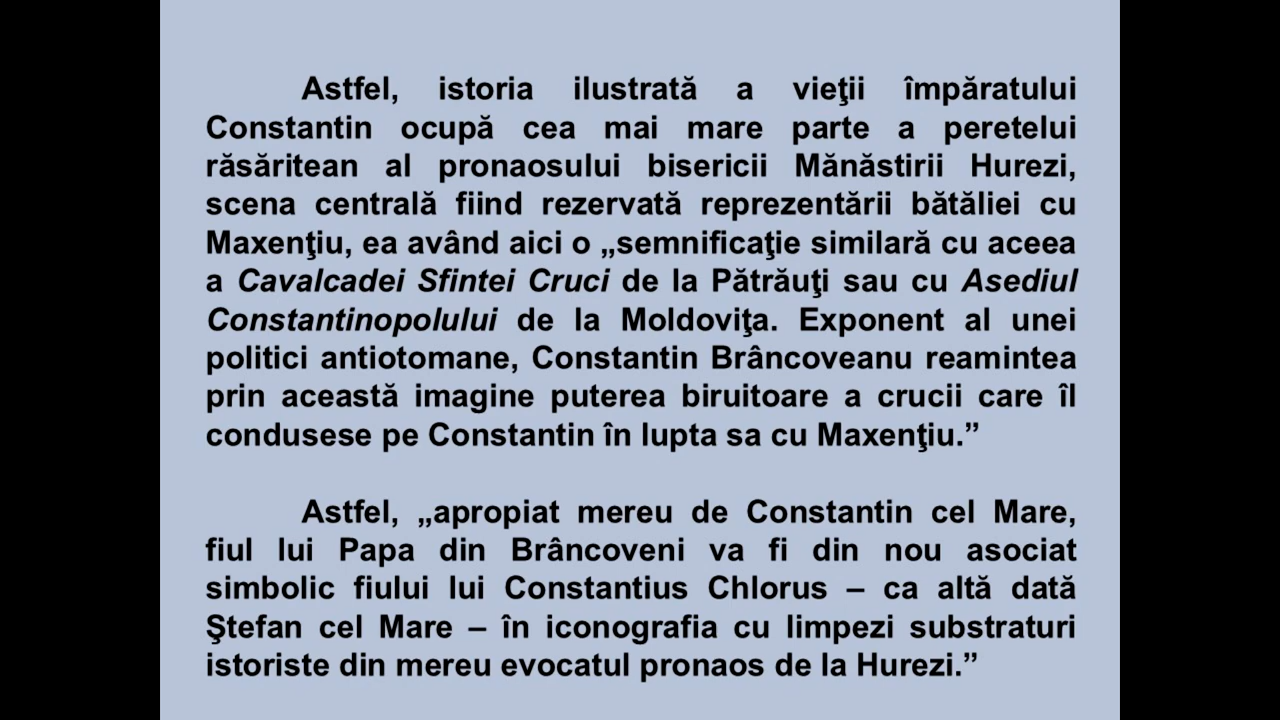 Astfel, istoria ilustrată a vieţii împăratului
Constantin ocupă cea mai mare parte a peretelui
răsăritean al pronaosului bisericii Mănăstirii Hurezi,
scena centrală fiind rezervată reprezentării bătăliei cu
Maxenţiu, ea având aici o „semnificaţie similară cu aceea
a Cavalcadei Sfintei Cruci de la Pătrăuţi sau cu Asediul
Constantinopolului de la Moldoviţa. Exponent al unei
politici antiotomane, Constantin Brâncoveanu reamintea
prin această imagine puterea biruitoare a crucii care îl
condusese pe Constantin în lupta sa cu Maxenţiu.”
Astfel, „apropiat mereu de Constantin cel Mare,
fiul lui Papa din Brâncoveni va fi din nou asociat
simbolic fiului lui Constantius Chlorus – ca altă dată
Ştefan cel Mare – în iconografia cu limpezi substraturi
istoriste din mereu evocatul pronaos de la Hurezi.”